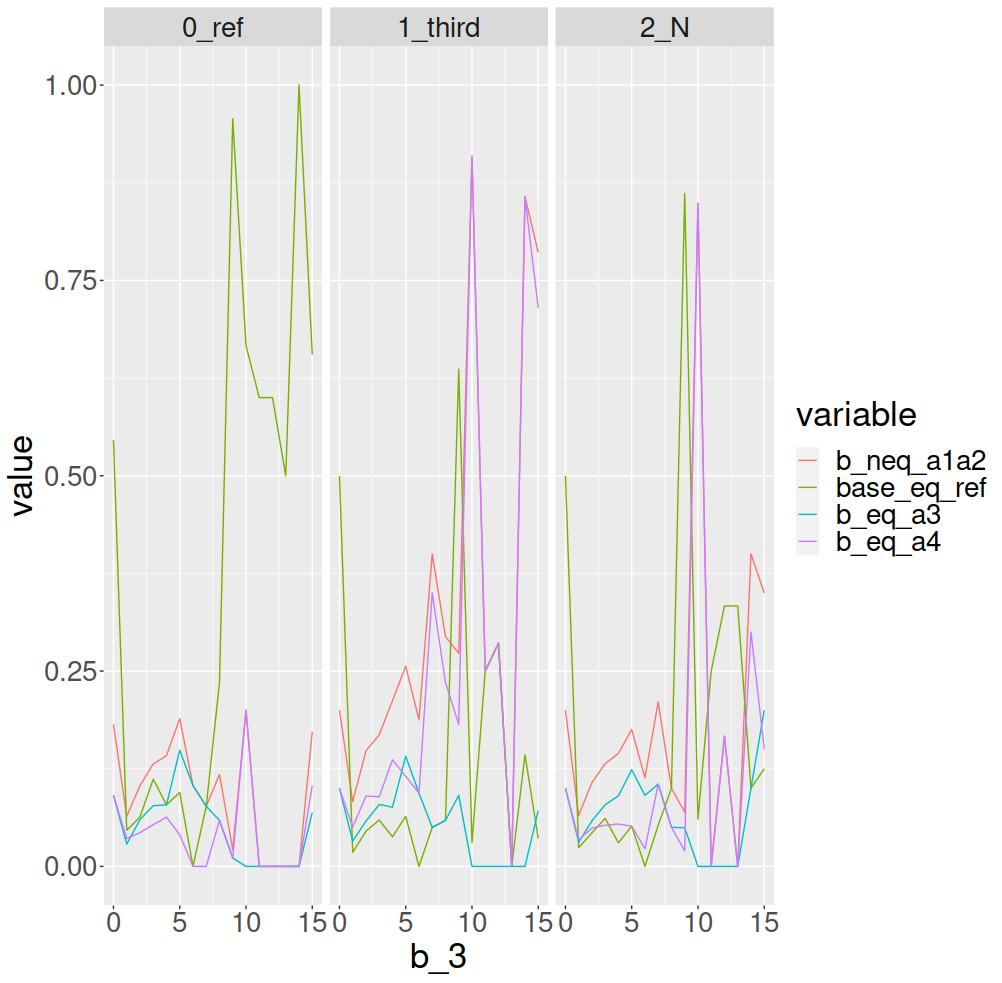 0_ref 1_third 2_N
1.00
0.75
0.50
0.25
0.00
value
0 5 10 15 0 5 10 15 0 5 10 15
b_3
variable
b_neq_a1a2
base_eq_ref
b_eq_a3
b_eq_a4